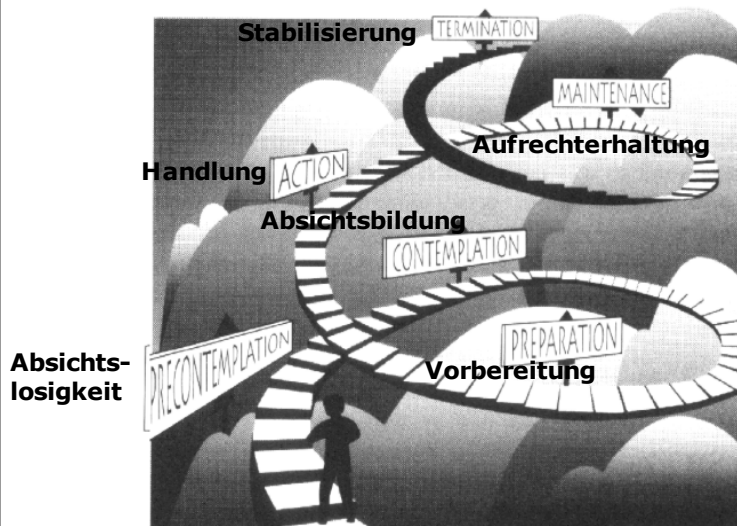 Stabilisierung
TERMINATION
MAINTENANCE
Aufrechterhaltung
Handlung
ACTION
Absichtsbildung
CONTEMPLATION
PREPARATION
Vorbereitung
Absichts-
losigkeit
PRECONTEMPLATION